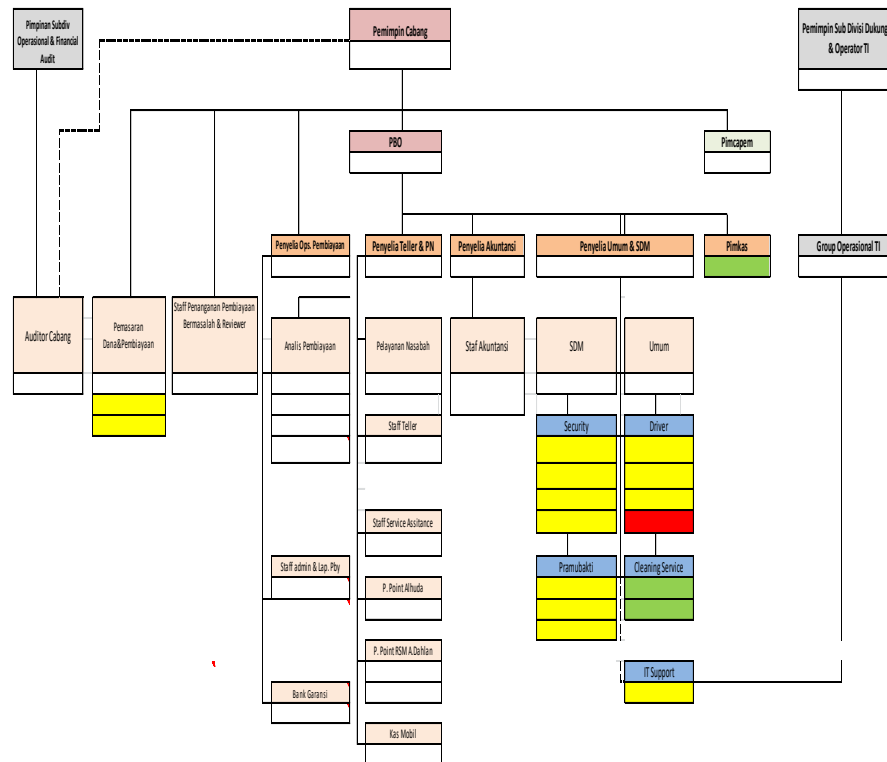 Pimpinan Subdiv
Operasional & Financial
Audit
Pemimpin Cabang
Pemimpin Sub Divisi Dukung
& Operator TI
PBO
Pimcapem
Penyelia Ops. Pembiayaan
Penyelia Teller & PN
Penyelia Akuntansi
Penyelia Umum & SDM
Pimkas
Group Operasional TI
Auditor Cabang
Pemasaran
Dana&Pembiayaan
Staff Penanganan Pembiayaan
Bermasalah & Reviewer
Analis Pembiayaan
Pelayanan Nasabah
Staf Akuntansi
SDM
Umum
Staff Teller
Security
Driver
Staff Service Assitance
Staff admin & Lap. Pby
P. Point Alhuda
Pramubakti
Cleaning Service
P. Point RSM A.Dahlan
IT Support
Bank Garansi
Kas Mobil